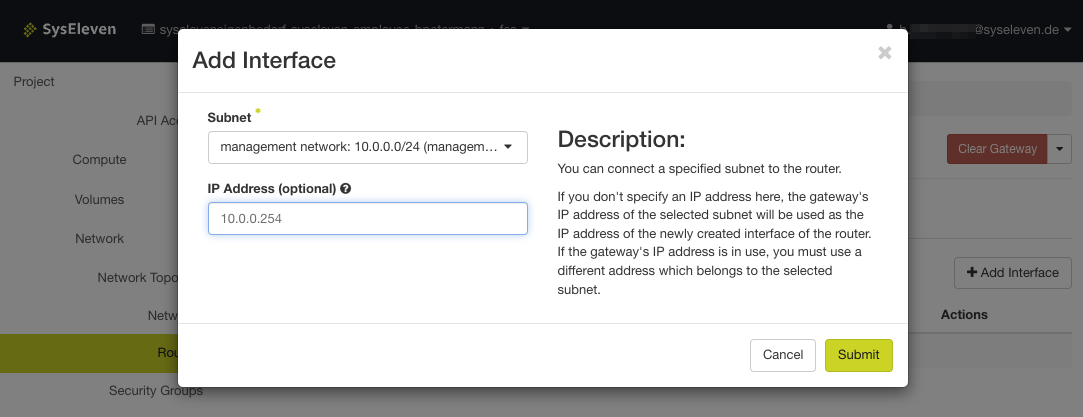 SysEleven
@syseleven.de
Add Interface
Project
API Acc
Compute
Volumes
Network
Network Topo
Netw
Rou
Security Groups
Subnet
management network: 10.0.0.0/24 (managem…
IP Address (optional)
10.0.0.254
Description:
You can connect a specified subnet to the router.
If you don't specify an IP address here, the gateway's
IP address of the selected subnet will be used as the
IP address of the newly created interface of the router.
If the gateway's IP address is in use, you must use a
different address which belongs to the selected
subnet.
Cancel
Submit
Clear Gateway
+ Add Interface
Actions